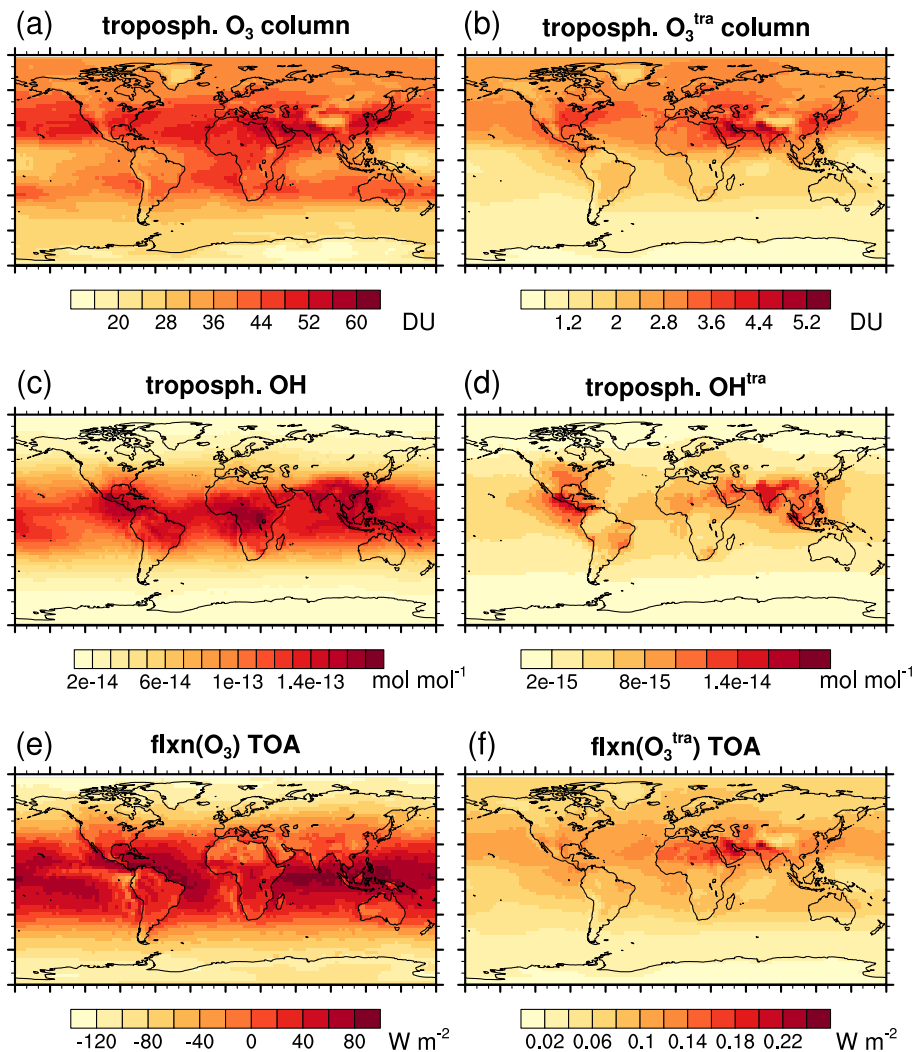 (a) troposph. O₃ column
(b) troposph. O₃ᵗʳᵃ column
20 28 36 44 52 60 DU
1.2 2 2.8 3.6 4.4 5.2 DU
(c) troposph. OH
(d) troposph. OHᵗʳᵃ
2e-14 6e-14 1e-13 1.4e-13 mol mol⁻¹
2e-15 8e-15 1.4e-14 mol mol⁻¹
(e) flxn(O₃) TOA
(f) flxn(O₃ᵗʳᵃ) TOA
-120 -80 -40 0 40 80 W m⁻²
0.02 0.06 0.1 0.14 0.18 0.22 W m⁻²